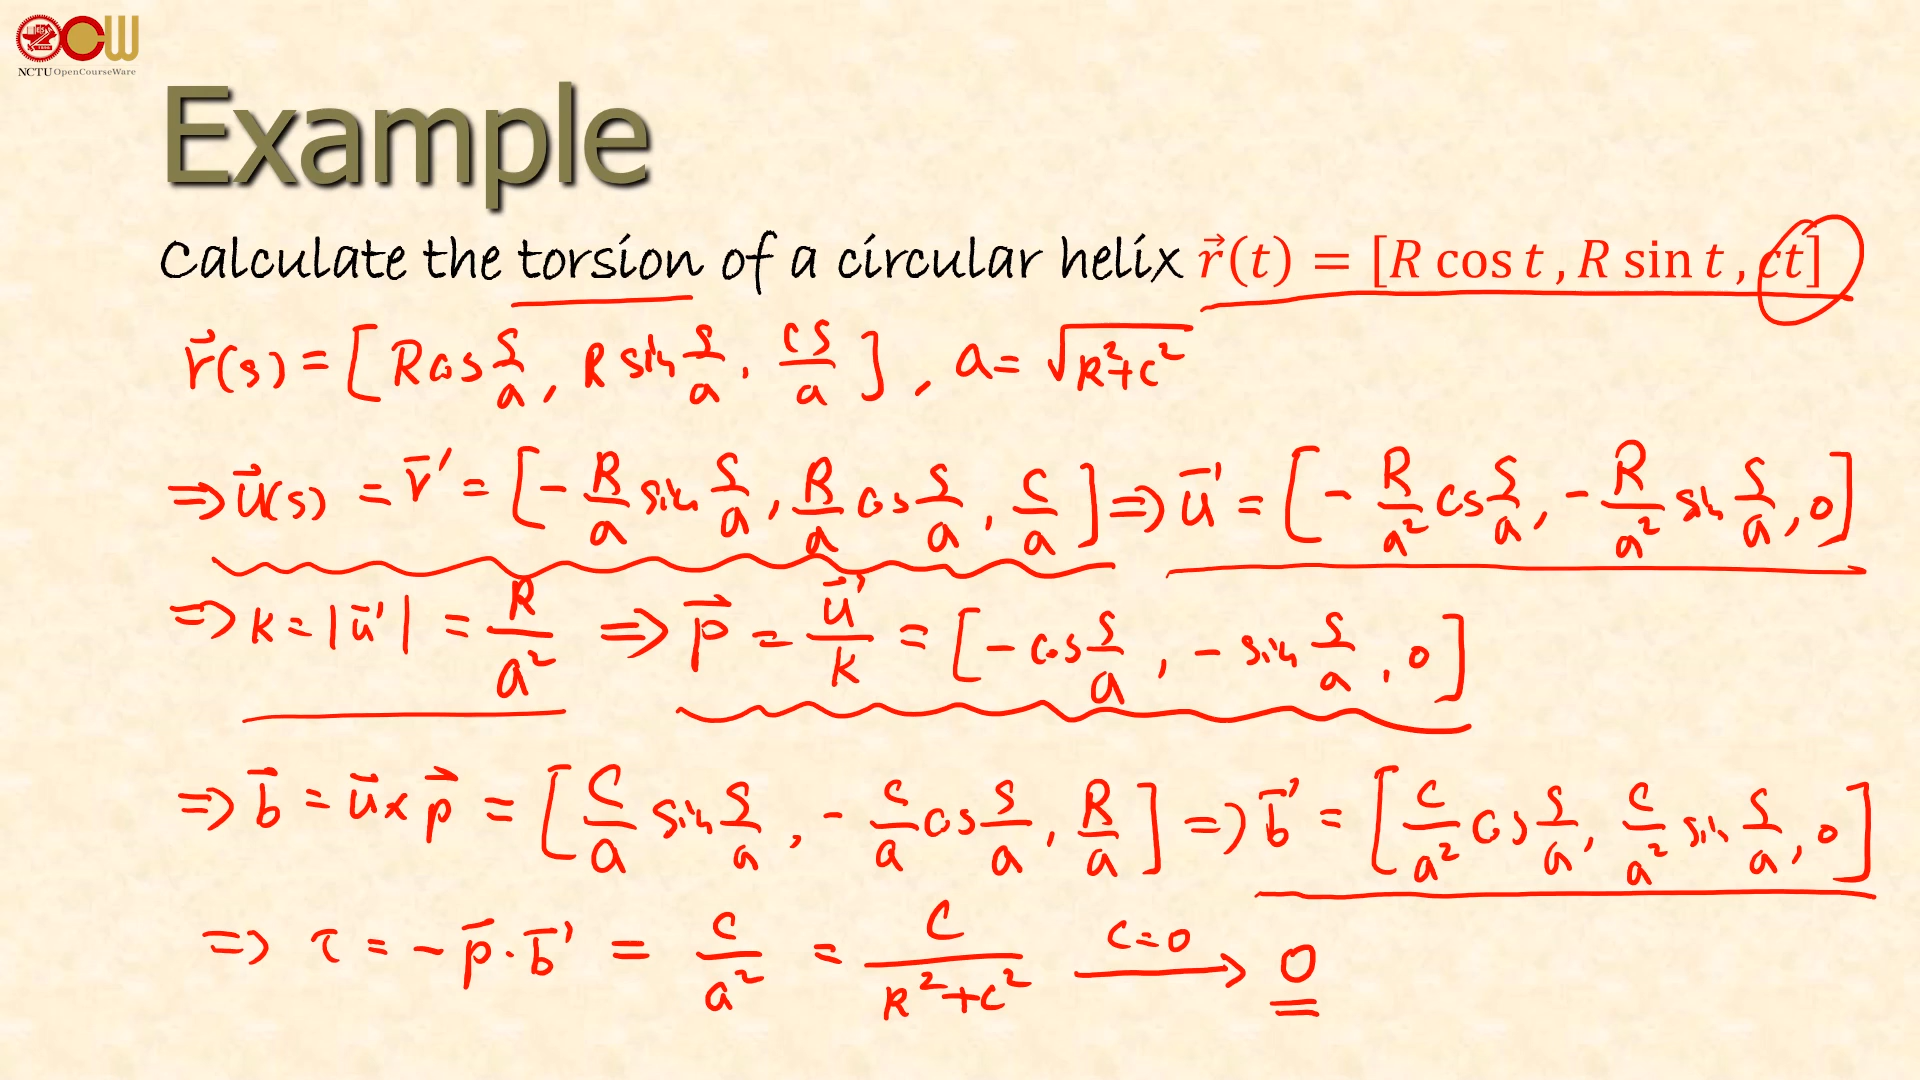 NCTU OpenCourseWare
Example
Calculate the torsion of a circular helix r⃗(t) = [R cos t , R sin t , ct]
r⃗(s) = [R cos s/a, R sin s/a, cs/a], a = √(R²+c²)
⇒ u⃗(s) = r⃗' = [-R/a sin s/a, R/a cos s/a, c/a] ⇒ u⃗' = [-R/a² cos s/a, -R/a² sin s/a, 0]
⇒ k = |u⃗'| = R/a² ⇒ p⃗ = u⃗'/k = [-cos s/a, -sin s/a, 0]
⇒ b⃗ = u⃗ × p⃗ = [c/a sin s/a, -c/a cos s/a, R/a] ⇒ b⃗' = [c/a² cos s/a, c/a² sin s/a, 0]
⇒ τ = -p⃗·b⃗' = c/a² = c/(R²+c²) c=0 → 0